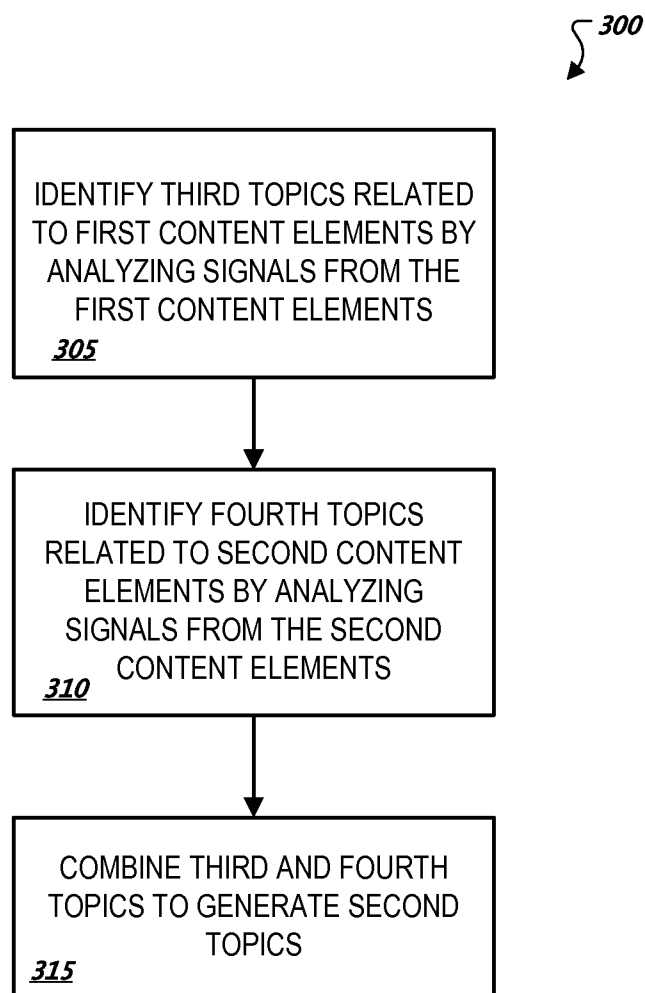 300
IDENTIFY THIRD TOPICS RELATED
TO FIRST CONTENT ELEMENTS BY
ANALYZING SIGNALS FROM THE
FIRST CONTENT ELEMENTS
305
IDENTIFY FOURTH TOPICS
RELATED TO SECOND CONTENT
ELEMENTS BY ANALYZING
SIGNALS FROM THE SECOND
CONTENT ELEMENTS
310
COMBINE THIRD AND FOURTH
TOPICS TO GENERATE SECOND
TOPICS
315